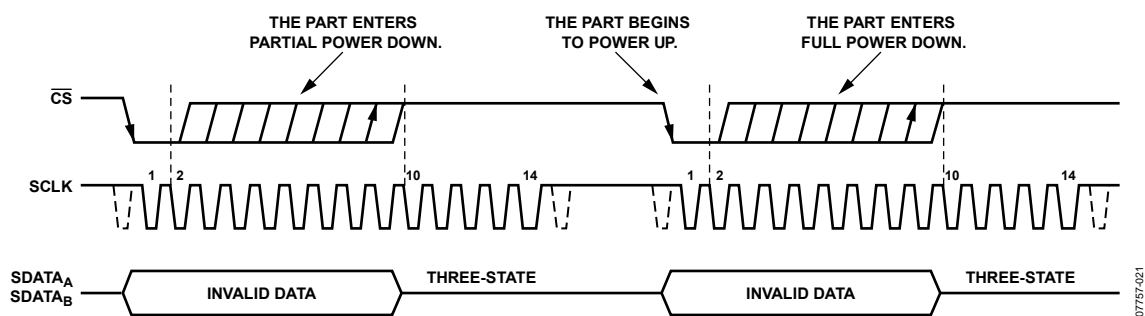 THE PART ENTERS
PARTIAL POWER DOWN.
THE PART BEGINS
TO POWER UP.
THE PART ENTERS
FULL POWER DOWN.
CS
SCLK
1 2 10 14 1 2 10 14
SDATAA
SDATAB
INVALID DATA THREE-STATE INVALID DATA THREE-STATE
07757-021